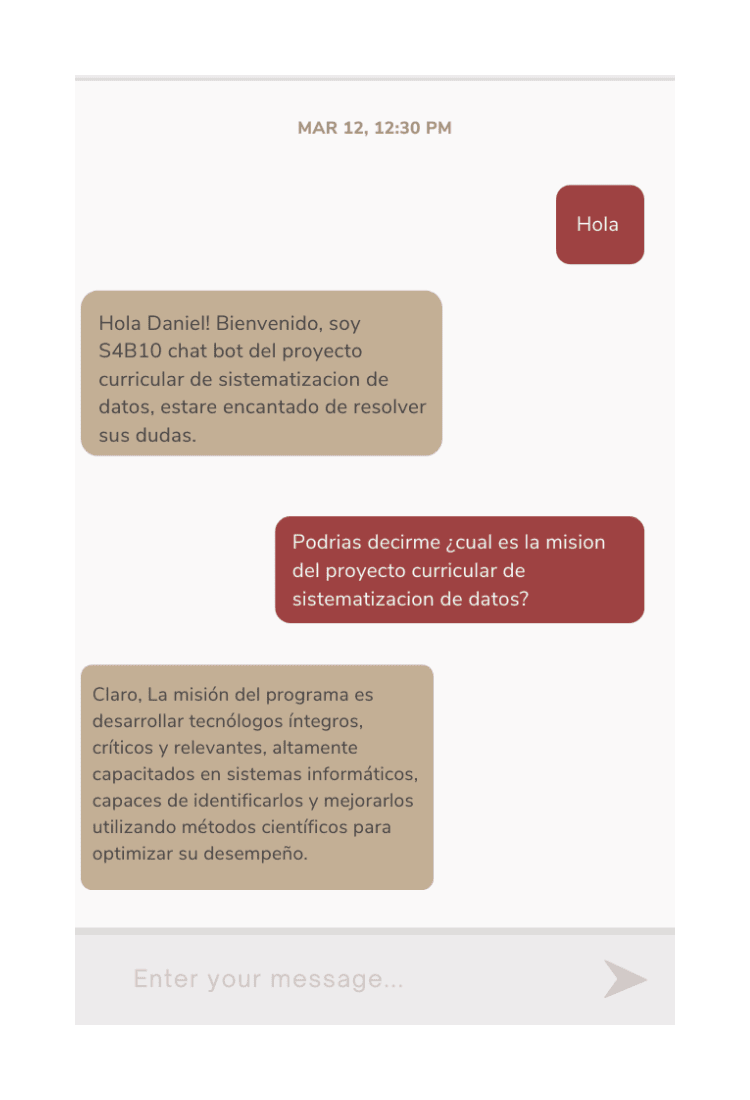 MAR 12, 12:30 PM
Hola
Hola Daniel! Bienvenido, soy
S4B10 chat bot del proyecto
curricular de sistematizacion de
datos, estare encantado de resolver
sus dudas.
Podrias decirme ¿cual es la mision
del proyecto curricular de
sistematizacion de datos?
Claro, La misión del programa es
desarrollar tecnólogos íntegros,
críticos y relevantes, altamente
capacitados en sistemas informáticos,
capaces de identificarlos y mejorarlos
utilizando métodos científicos para
optimizar su desempeño.
Enter your message...